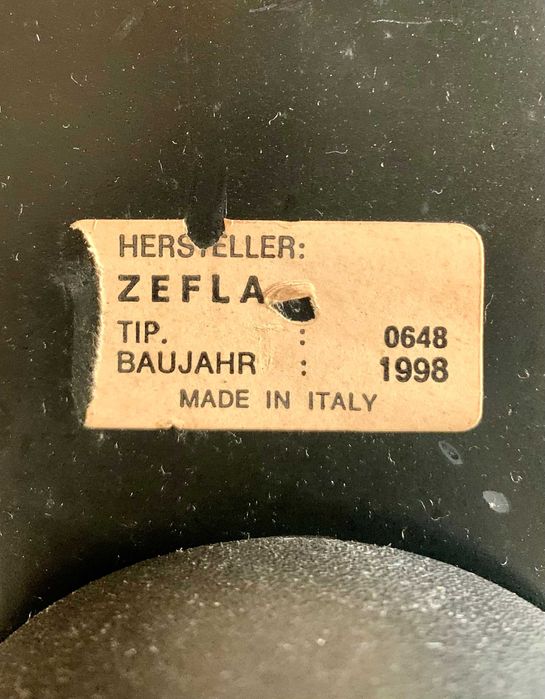 HERSTELLER:
ZEFLA
TIP. : 0648
BAUJAHR : 1998
MADE IN ITALY